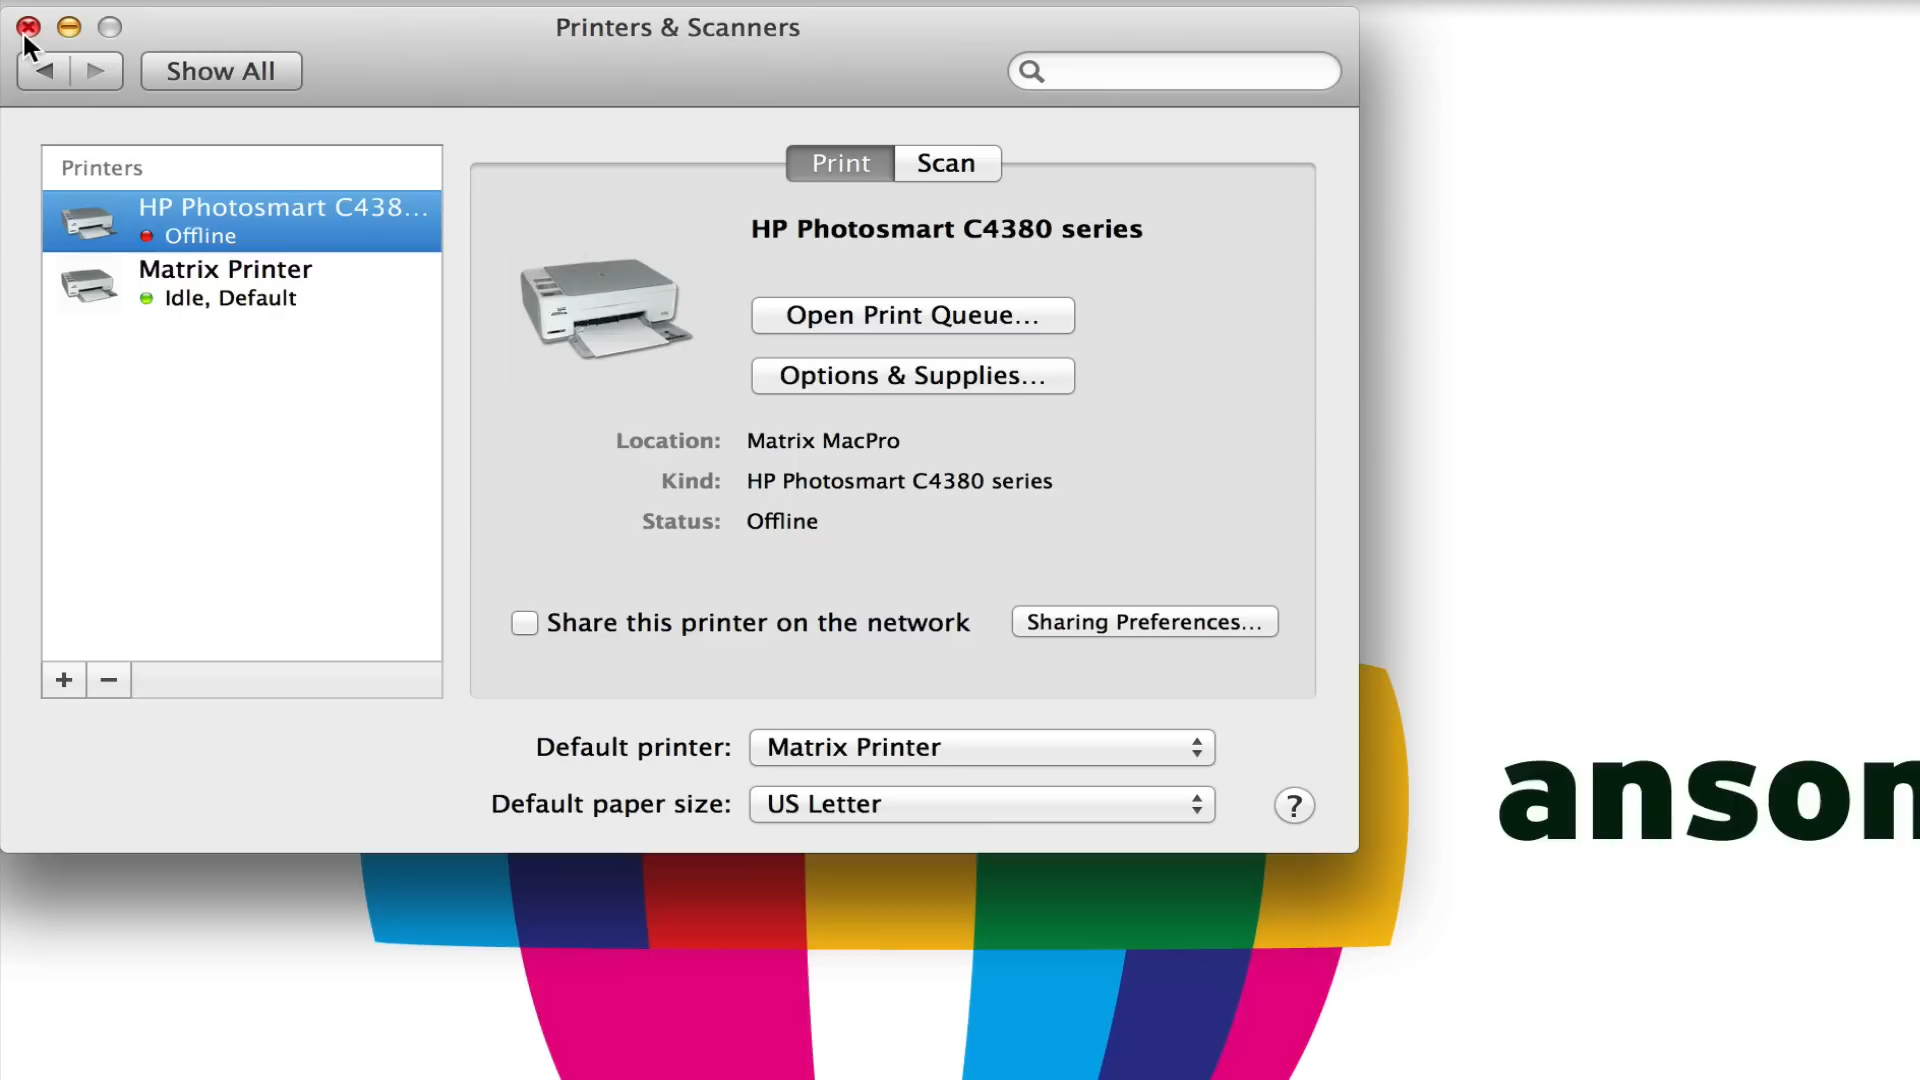 Printers & Scanners
Show All
Printers
HP Photosmart C438...
Offline
Matrix Printer
Idle, Default
Print
Scan
HP Photosmart C4380 series
Open Print Queue...
Options & Supplies...
Location: Matrix MacPro
Kind: HP Photosmart C4380 series
Status: Offline
Share this printer on the network
Sharing Preferences...
+ −
Default printer: Matrix Printer
Default paper size: US Letter
?
anson